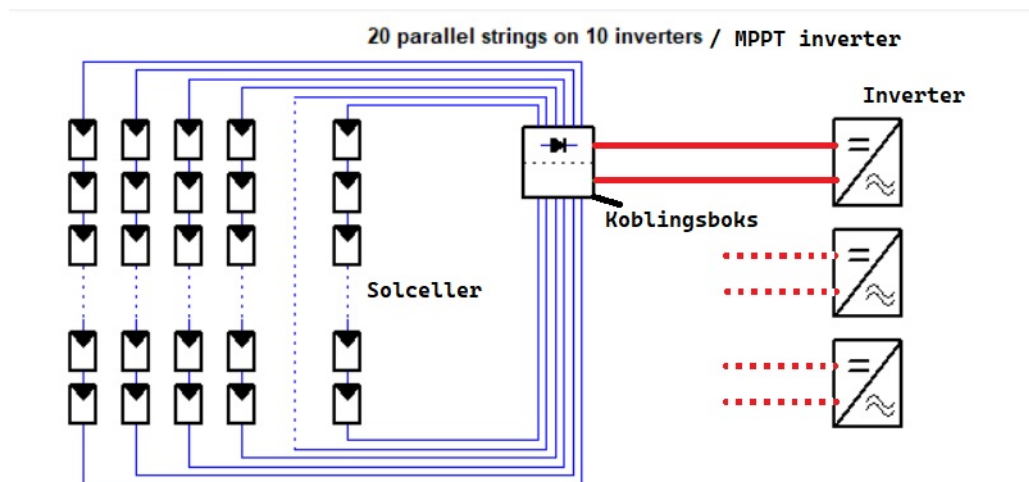 20 parallel strings on 10 inverters / MPPT inverter
Inverter
Koblingsboks
Solceller